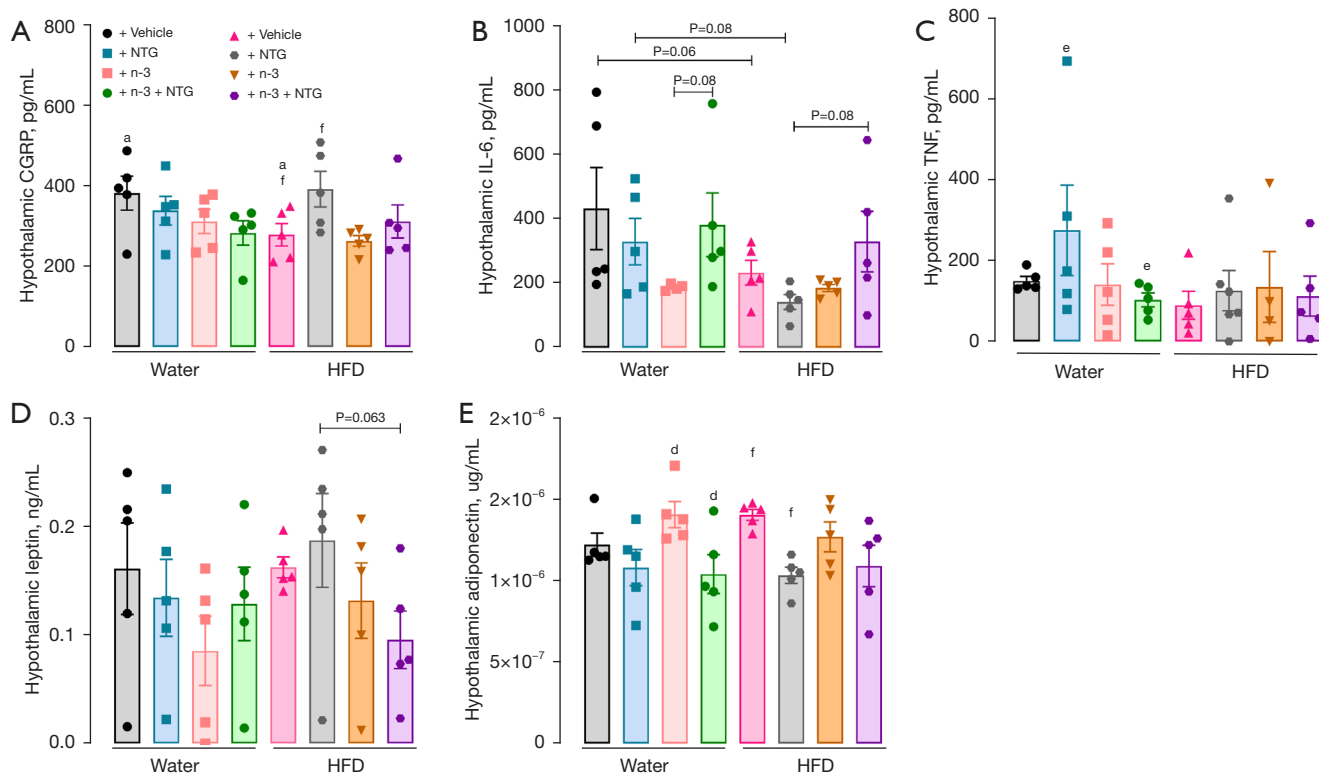 A
Hypothalamic CGRP, pg/mL
800
600
400
200
0
+ Vehicle
+ NTG
+ n-3
+ n-3 + NTG
+ Vehicle
+ NTG
+ n-3
+ n-3 + NTG
a
a
f
f
Water
HFD
B
Hypothalamic IL-6, pg/mL
1000
800
600
400
200
0
P=0.08
P=0.06
P=0.08
P=0.08
Water
HFD
C
Hypothalamic TNF, pg/mL
800
600
400
200
0
e
e
Water
HFD
D
Hypothalamic leptin, ng/mL
0.3
0.2
0.1
0.0
P=0.063
Water
HFD
E
Hypothalamic adiponectin, ug/mL
2×10⁻⁶
2×10⁻⁶
1×10⁻⁶
5×10⁻⁷
0
d
d
f
f
Water
HFD